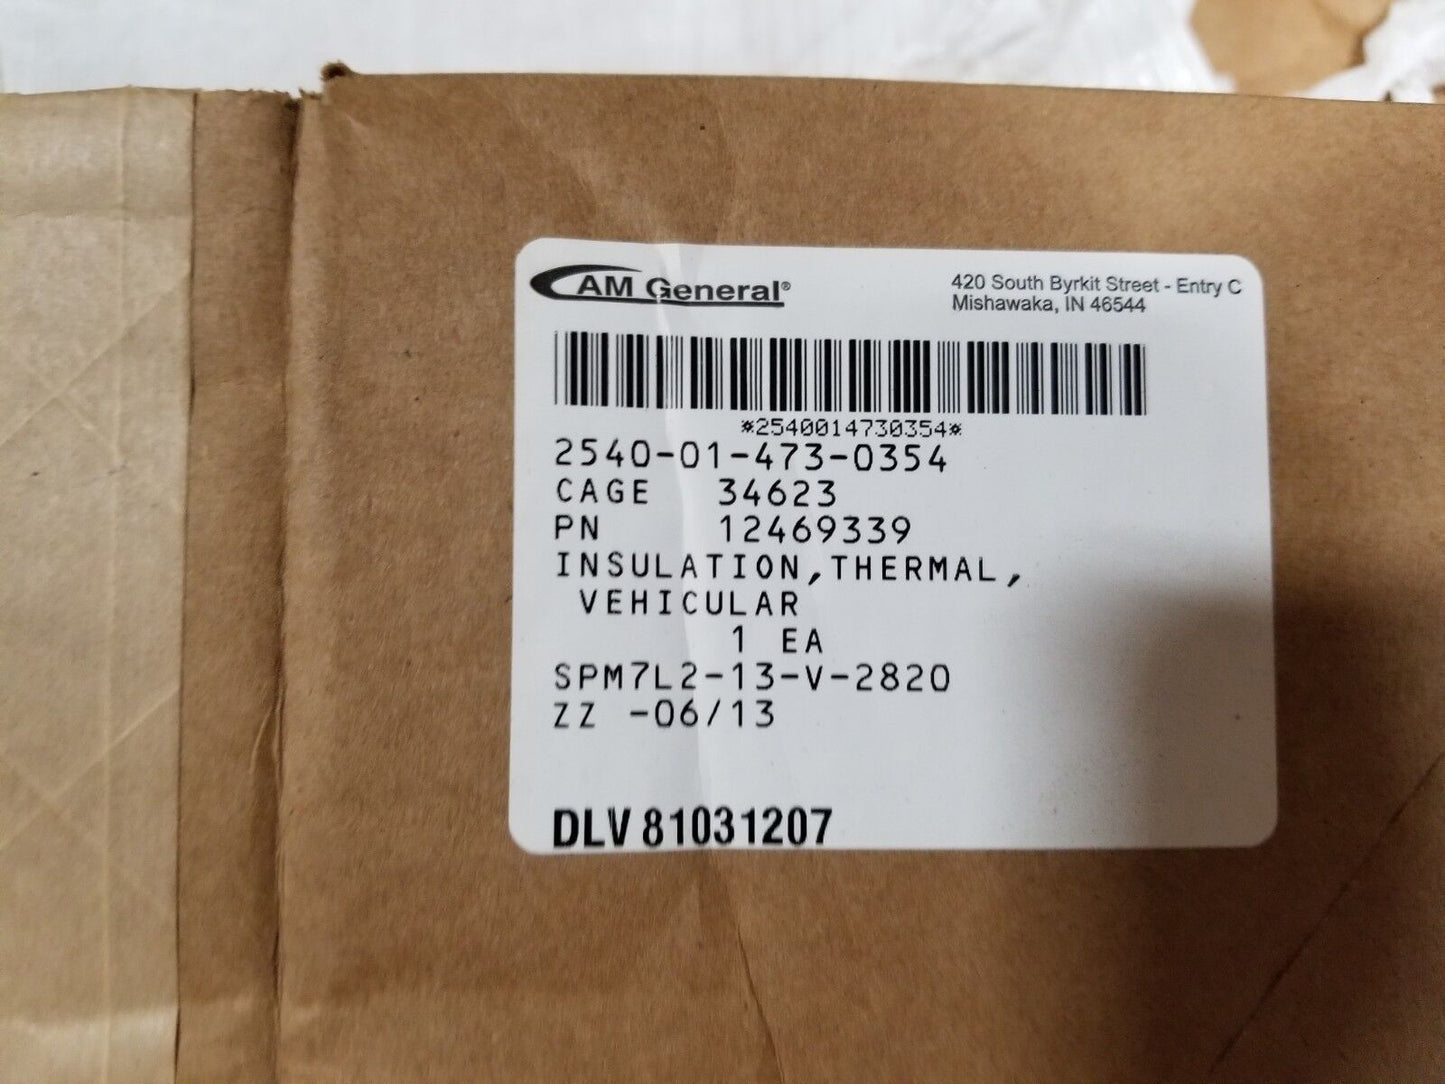 AM General®
420 South Byrkit Street - Entry C
Mishawaka, IN 46544
*2540014730354*
2540-01-473-0354
CAGE 34623
PN 12469339
INSULATION,THERMAL,
VEHICULAR
1 EA
SPM7L2-13-V-2820
ZZ -06/13
DLV 81031207